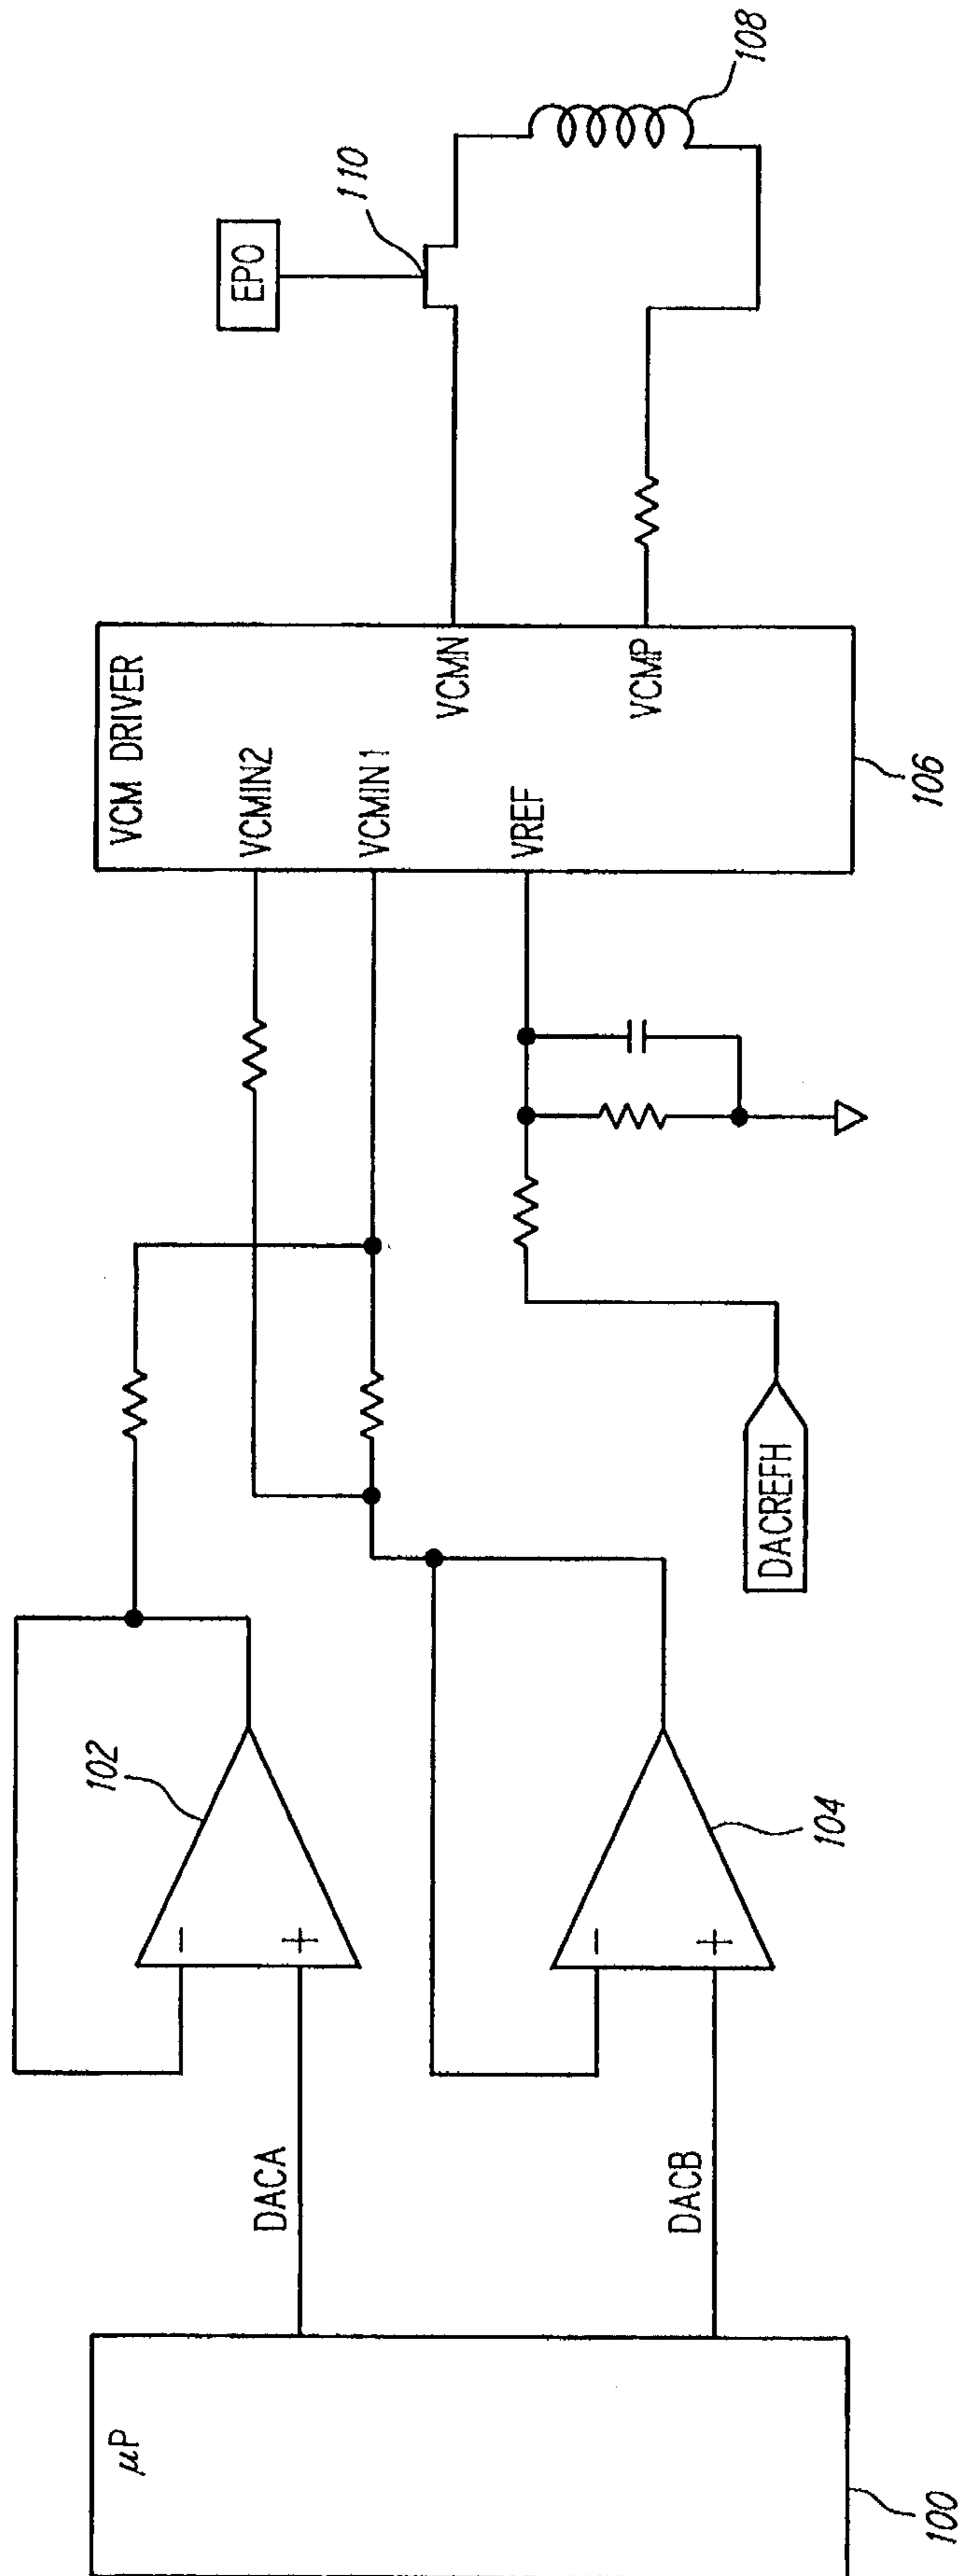 µP
100
DACA
DACB
102
104
DACREFH
VCM DRIVER
VCMIN2
VCMIN1
VREF
VCMN
VCMP
106
EPO
110
108